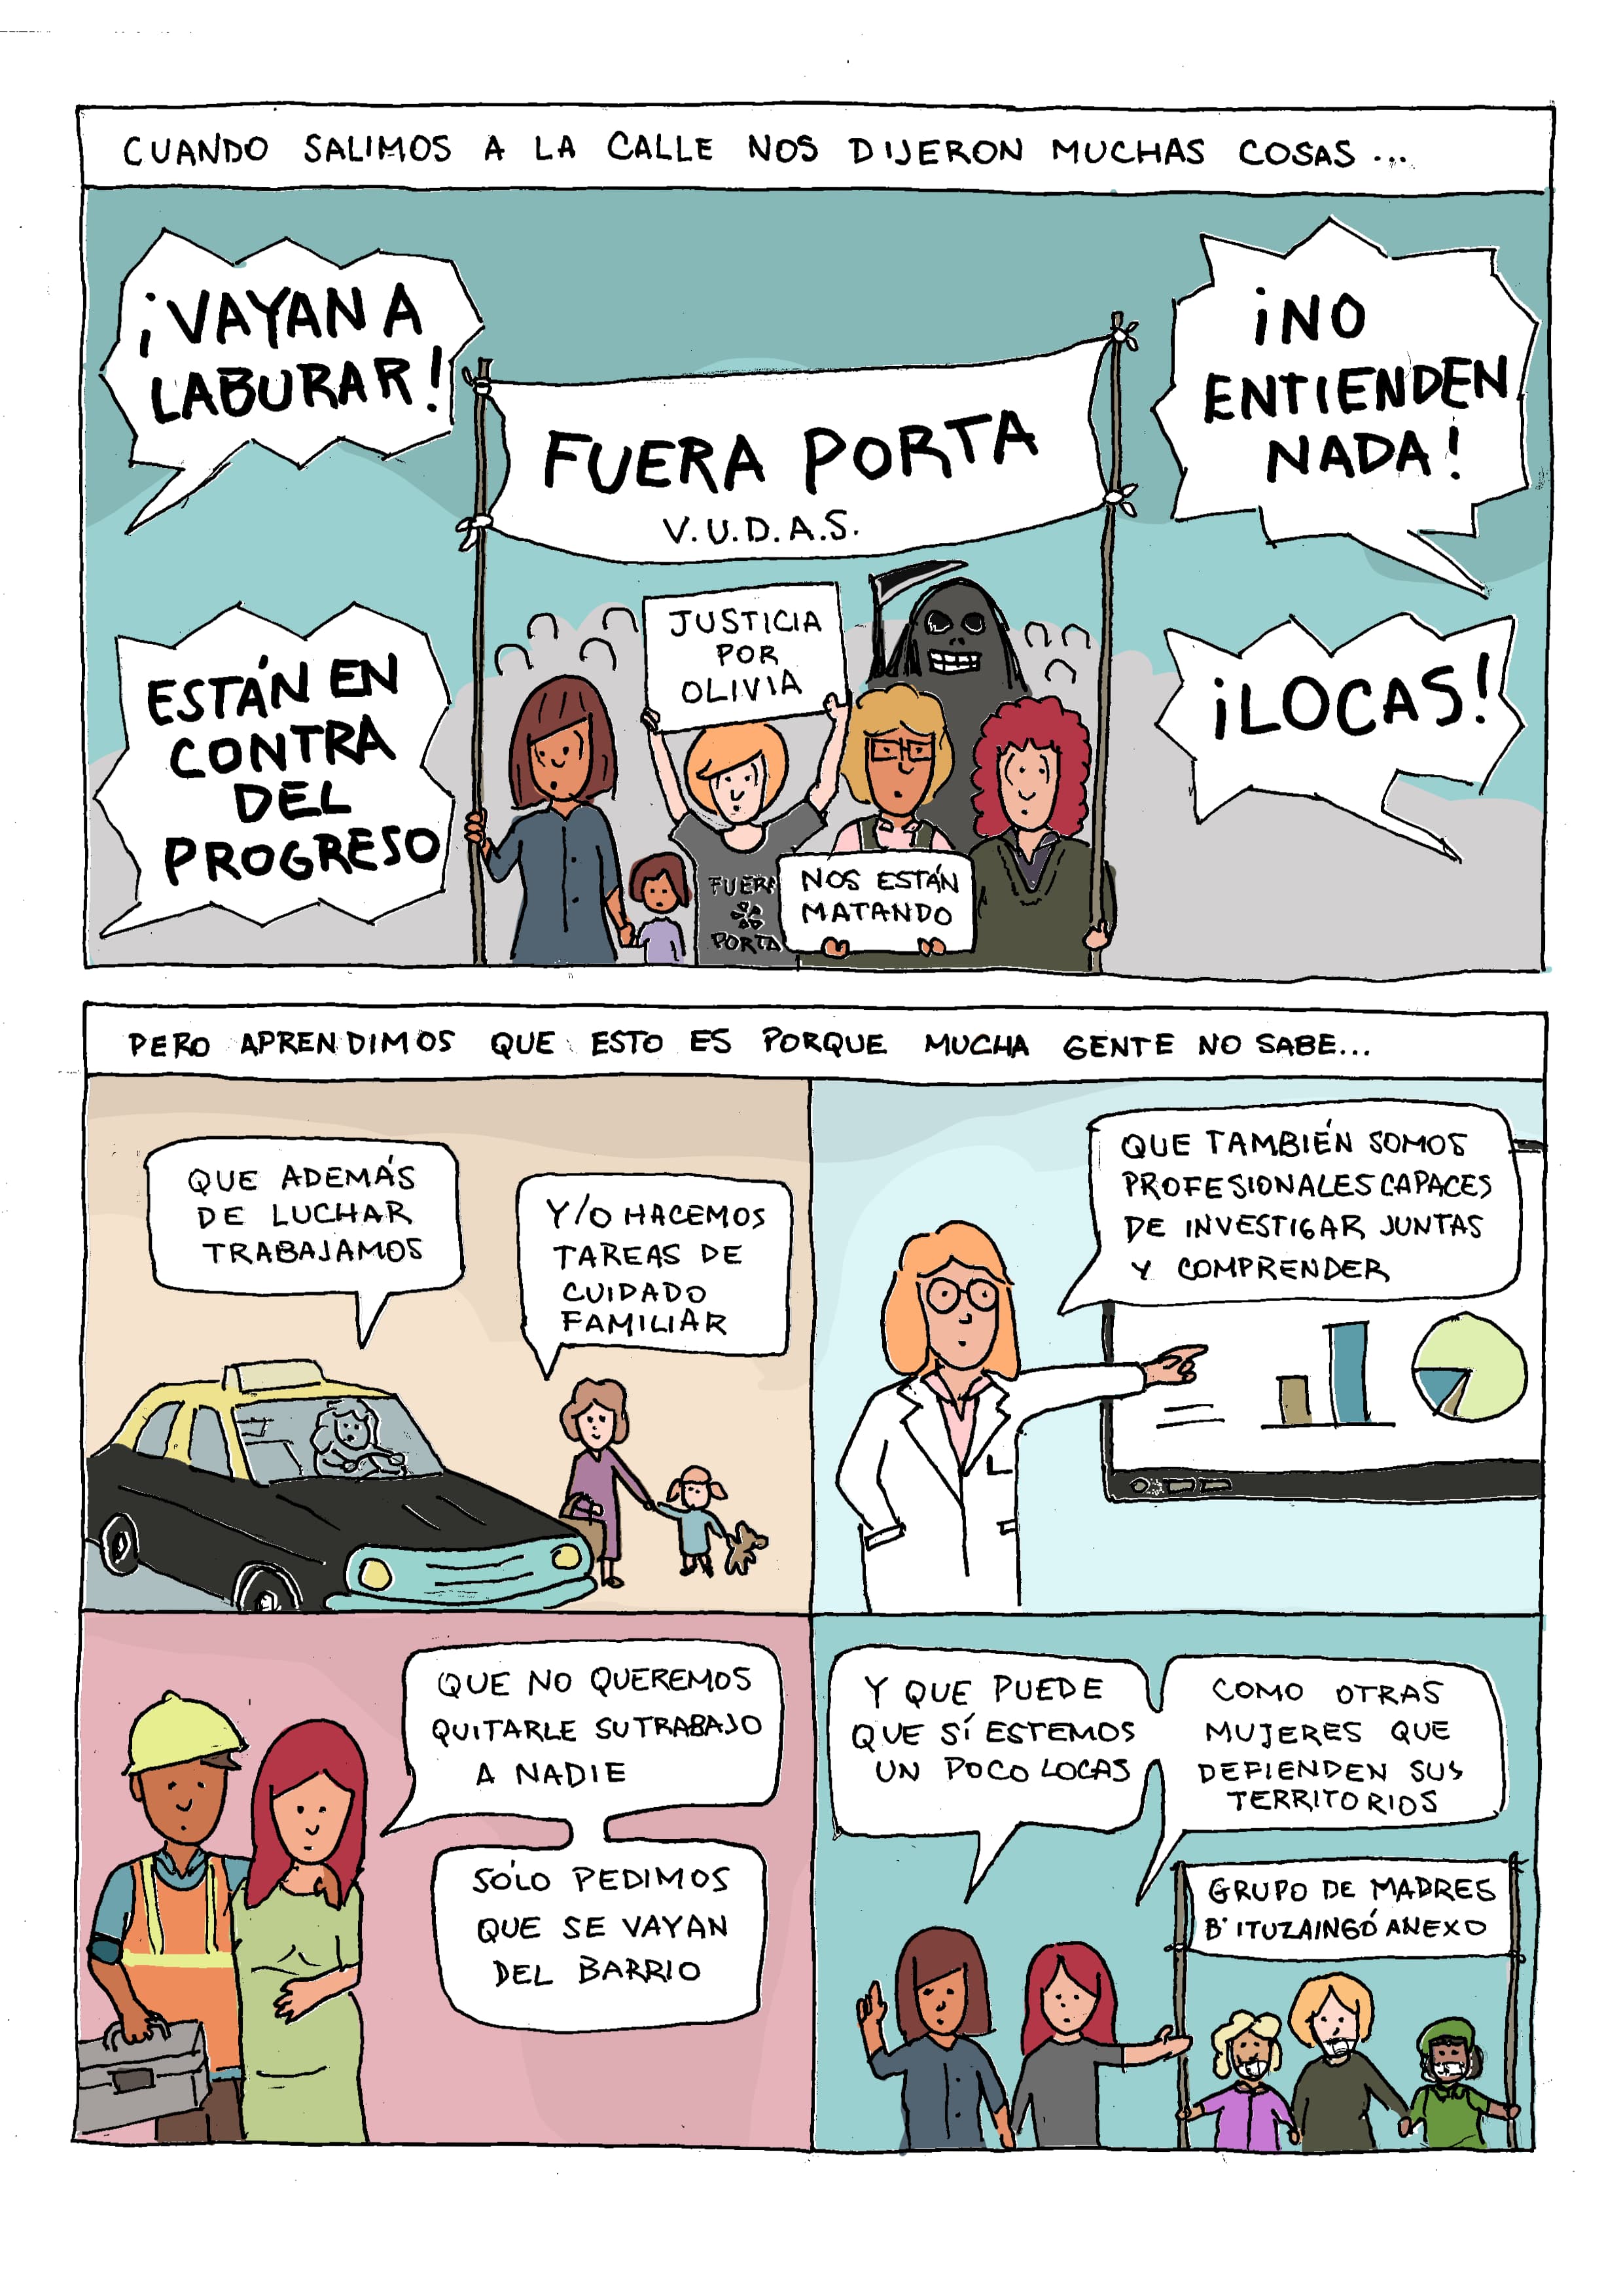 CUANDO SALIMOS A LA CALLE NOS DIJERON MUCHAS COSAS...
¡VAYAN A
LABURAR!
¡NO
ENTIENDEN
NADA!
FUERA PORTA
V.U.D.A.S.
ESTÁN EN
CONTRA
DEL
PROGRESO
JUSTICIA
POR
OLIVIA
¡LOCAS!
FUERA
PORTA
NOS ESTÁN
MATANDO
PERO APRENDIMOS QUE ESTO ES PORQUE MUCHA GENTE NO SABE...
QUE ADEMÁS
DE LUCHAR
TRABAJAMOS
Y/O HACEMOS
TAREAS DE
CUIDADO
FAMILIAR
QUE TAMBIÉN SOMOS
PROFESIONALES CAPACES
DE INVESTIGAR JUNTAS
Y COMPRENDER
QUE NO QUEREMOS
QUITARLE SU TRABAJO
A NADIE
SÓLO PEDIMOS
QUE SE VAYAN
DEL BARRIO
Y QUE PUEDE
QUE SÍ ESTEMOS
UN POCO LOCAS
COMO OTRAS
MUJERES QUE
DEFIENDEN SUS
TERRITORIOS
GRUPO DE MADRES
B° ITUZAINGÓ ANEXO